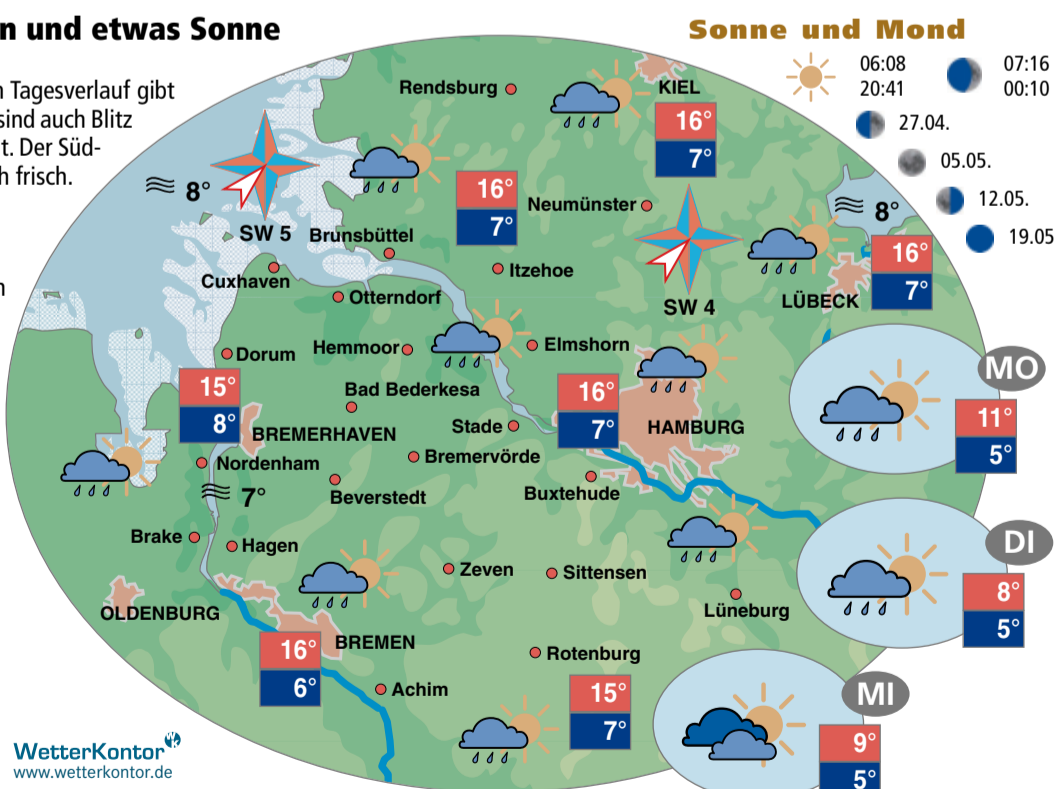 n und etwas Sonne
n Tagesverlauf gibt
sind auch Blitz
t. Der Süd-
h frisch.
n
Sonne und Mond
06:08
20:41
07:16
00:10
27.04.
05.05.
12.05.
19.05
Rendsburg
KIEL
16°
7°
8°
SW 5
16°
7°
Neumünster
SW 4
8°
Brunsbüttel
Cuxhaven
Otterndorf
Itzehoe
LÜBECK
16°
7°
Dorum
Hemmoor
Elmshorn
MO
11°
5°
15°
8°
Bad Bederkesa
16°
7°
BREMERHAVEN
Stade
HAMBURG
Nordenham
Bremervörde
7°
Beverstedt
Buxtehude
Brake
Hagen
DI
8°
5°
Zeven
Sittensen
Lüneburg
OLDENBURG
BREMEN
16°
6°
Rotenburg
Achim
15°
7°
MI
9°
5°
WetterKontor
www.wetterkontor.de